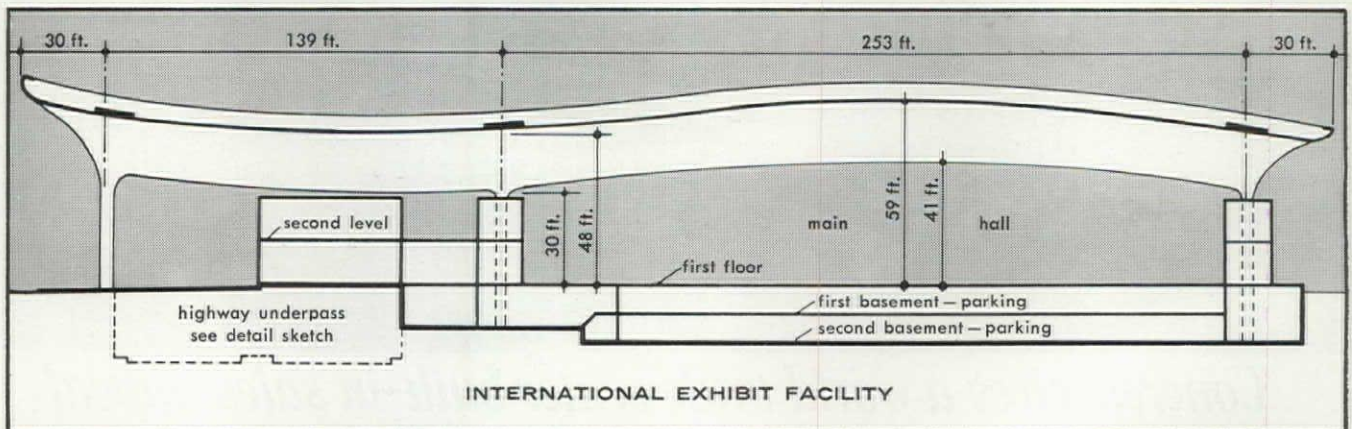 30 ft.
139 ft.
253 ft.
30 ft.
second level
30 ft.
48 ft.
59 ft.
41 ft.
main hall
first floor
highway underpass
see detail sketch
first basement — parking
second basement — parking
INTERNATIONAL EXHIBIT FACILITY